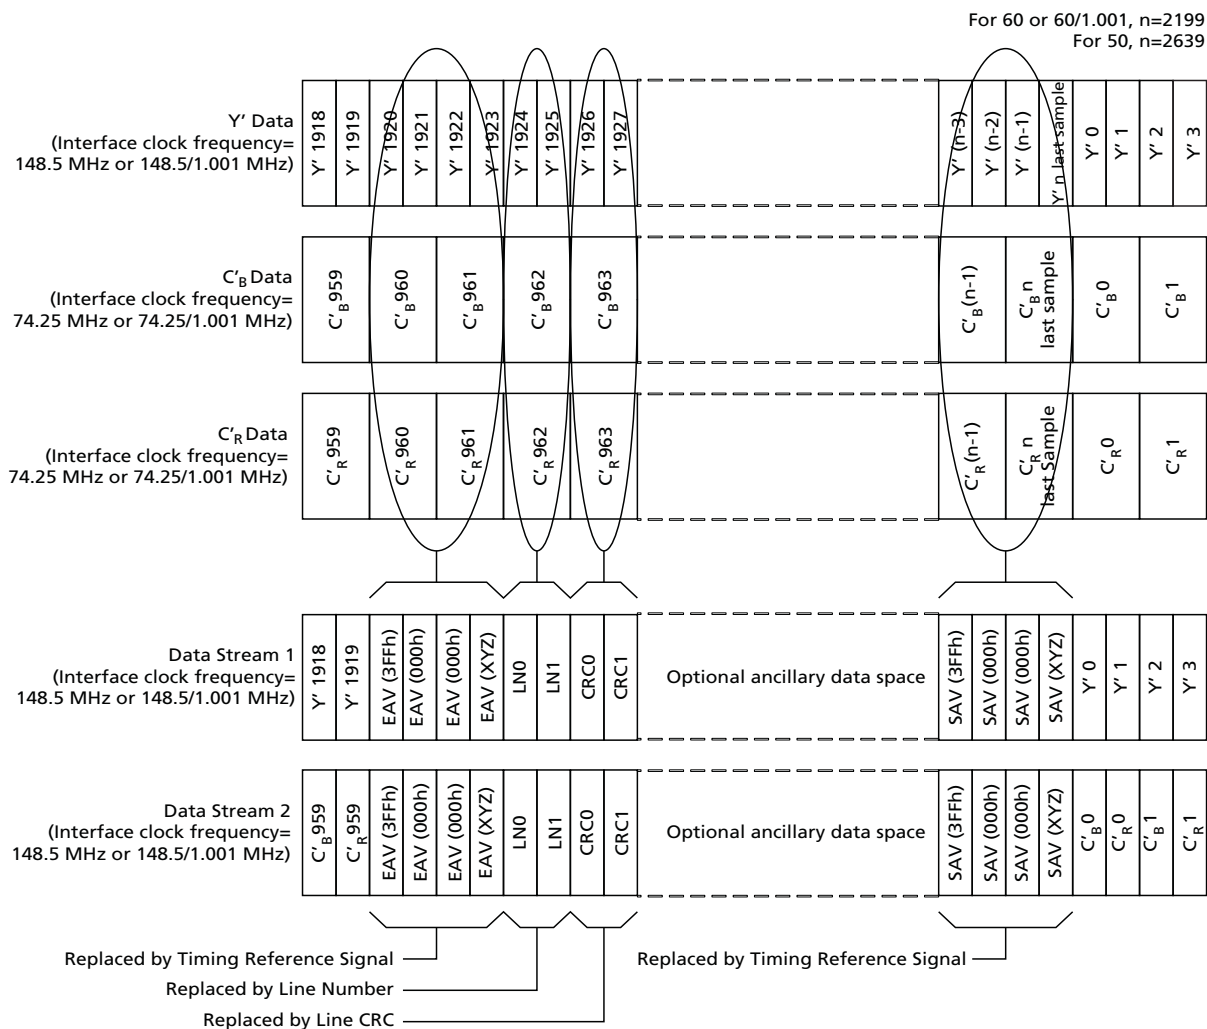 For 60 or 60/1.001, n=2199
For 50, n=2639
Y' Data
(Interface clock frequency=
148.5 MHz or 148.5/1.001 MHz)
Y' 1918
Y' 1919
Y' 1920
Y' 1921
Y' 1922
Y' 1923
Y' 1924
Y' 1925
Y' 1926
Y' 1927
Y' (n-3)
Y' (n-2)
Y' (n-1)
Y' n last sample
Y' 0
Y' 1
Y' 2
Y' 3
C'B Data
(Interface clock frequency=
74.25 MHz or 74.25/1.001 MHz)
C'B 959
C'B 960
C'B 961
C'B 962
C'B 963
C'B (n-1)
C'B n
last sample
C'B 0
C'B 1
C'R Data
(Interface clock frequency=
74.25 MHz or 74.25/1.001 MHz)
C'R 959
C'R 960
C'R 961
C'R 962
C'R 963
C'R (n-1)
C'R n
last Sample
C'R 0
C'R 1
Data Stream 1
(Interface clock frequency=
148.5 MHz or 148.5/1.001 MHz)
Y' 1918
Y' 1919
EAV (3FFh)
EAV (000h)
EAV (000h)
EAV (XYZ)
LN0
LN1
CRC0
CRC1
Optional ancillary data space
SAV (3FFh)
SAV (000h)
SAV (000h)
SAV (XYZ)
Y' 0
Y' 1
Y' 2
Y' 3
Data Stream 2
(Interface clock frequency=
148.5 MHz or 148.5/1.001 MHz)
C'B 959
C'R 959
EAV (3FFh)
EAV (000h)
EAV (000h)
EAV (XYZ)
LN0
LN1
CRC0
CRC1
Optional ancillary data space
SAV (3FFh)
SAV (000h)
SAV (000h)
SAV (XYZ)
C'B 0
C'R 0
C'B 1
C'R 1
Replaced by Timing Reference Signal
Replaced by Timing Reference Signal
Replaced by Line Number
Replaced by Line CRC